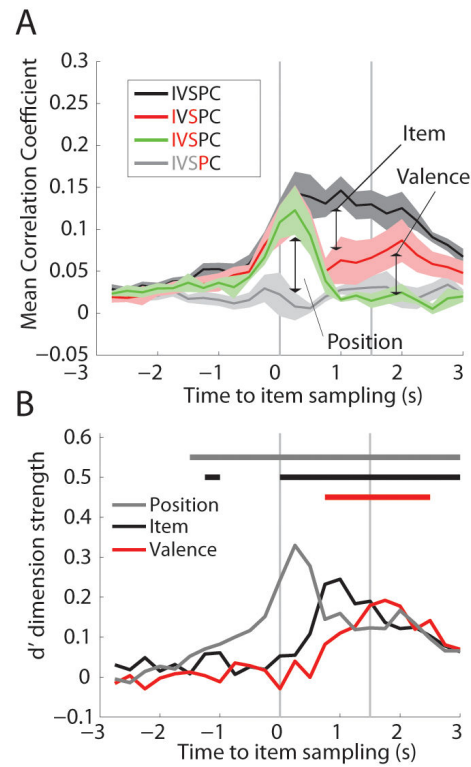 A
Mean Correlation Coefficient
0.3
0.25
0.2
0.15
0.1
0.05
0
−0.05
IVSPC
IVSPC
IVSPC
IVSPC
Item
Valence
Position
−3 −2 −1 0 1 2 3
Time to item sampling (s)
B
d' dimension strength
0.6
0.5
0.4
0.3
0.2
0.1
0
−0.1
Position
Item
Valence
−3 −2 −1 0 1 2 3
Time to item sampling (s)